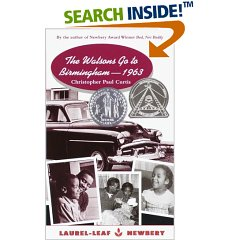 SEARCH INSIDE!™
By the author of Newbery Award Winner Bud, Not Buddy
The Watsons Go to
Birmingham—1963
Christopher Paul Curtis
LAUREL-LEAF NEWBERY